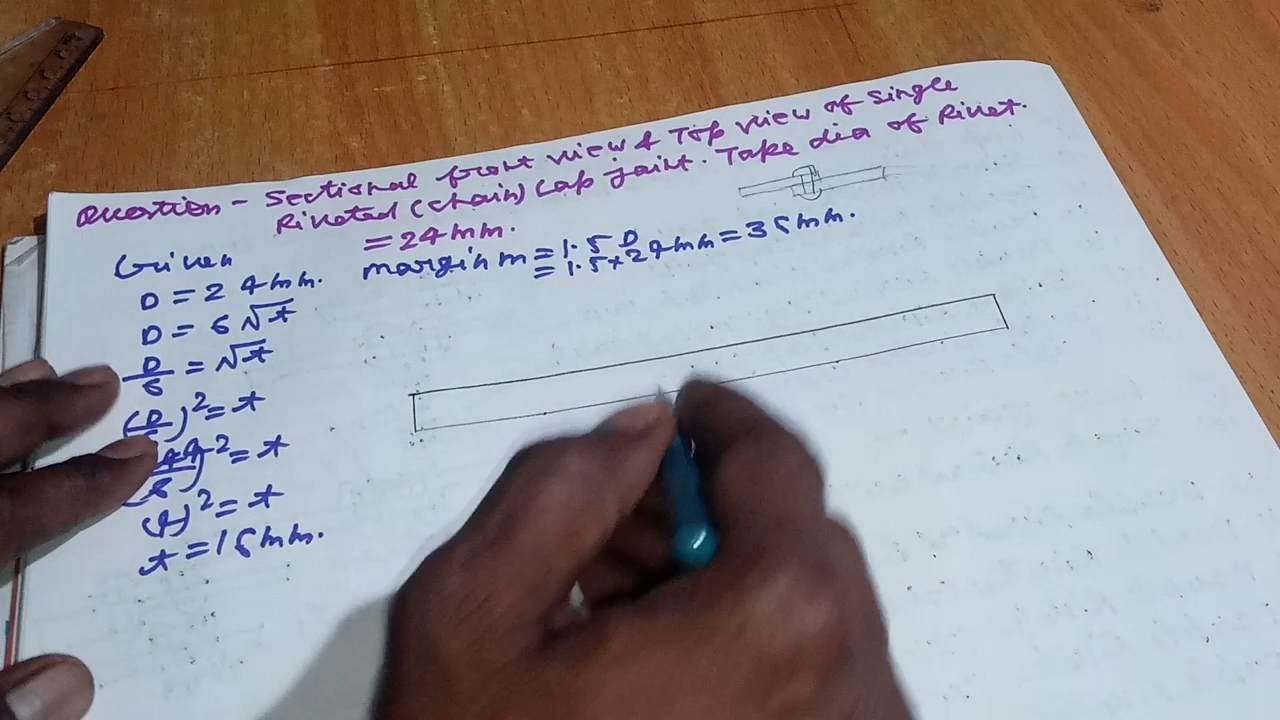 Question - Sectional front view & Top view of Single
Riveted (chain) Lap joint. Take dia of Rivet.
= 24 mm.
Given
D = 24 mm.
margin m = 1.5 D
= 1.5 × 24 mm = 36 mm.
D = 6 √t
D/6 = √t
(D/6)² = t
(24/6)² = t
(4)² = t
t = 16 mm.